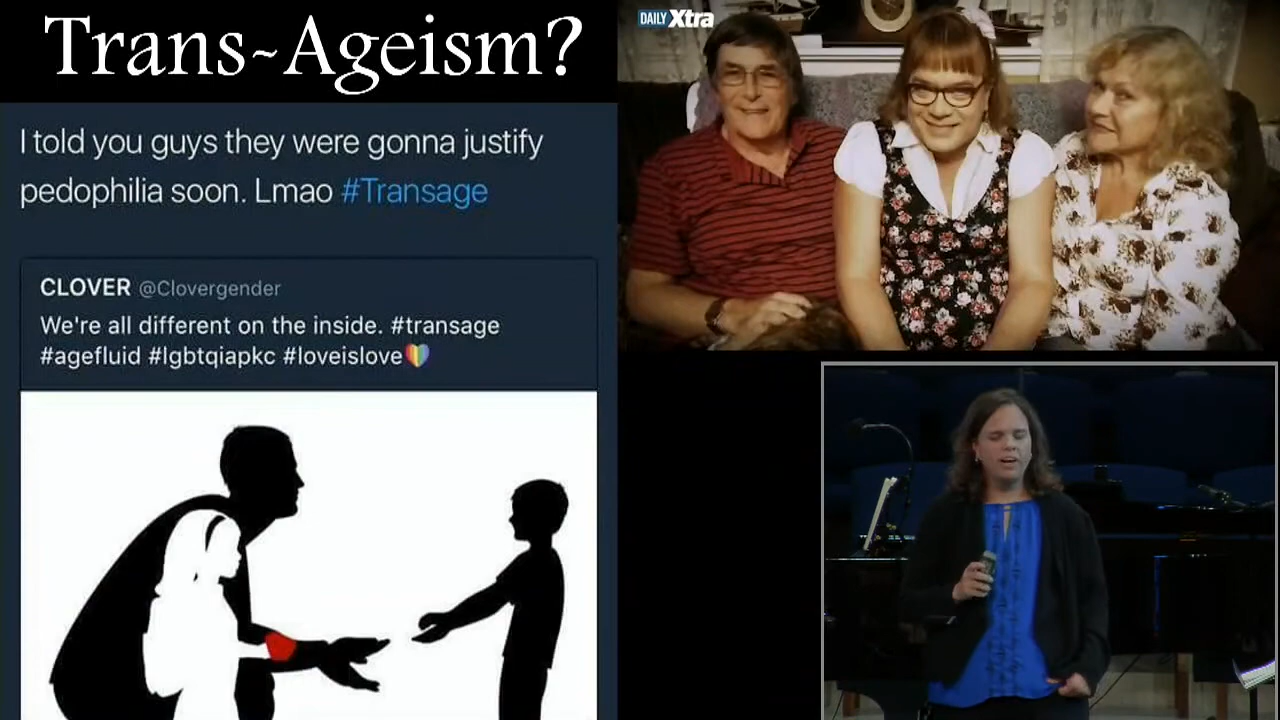 Trans~Ageism?
I told you guys they were gonna justify
pedophilia soon. Lmao #Transage
CLOVER @Clovergender
We're all different on the inside. #transage
#agefluid #lgbtqiapkc #loveislove
DAILY Xtra